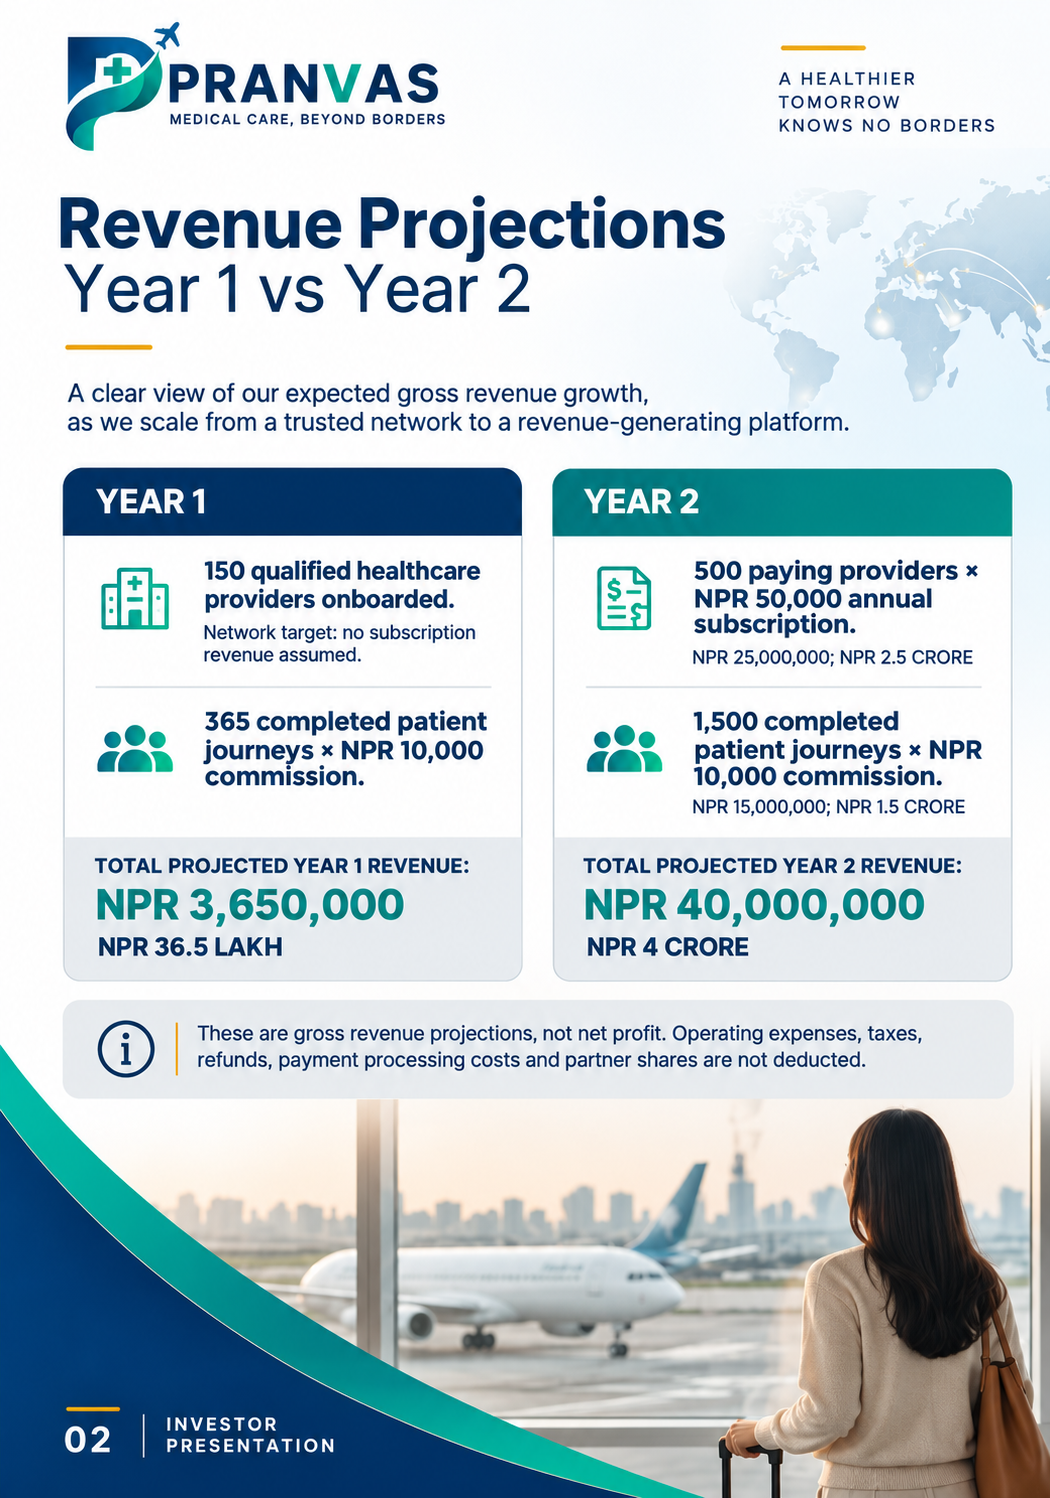 PRANVAS
MEDICAL CARE, BEYOND BORDERS
A HEALTHIER
TOMORROW
KNOWS NO BORDERS
Revenue Projections
Year 1 vs Year 2
A clear view of our expected gross revenue growth,
as we scale from a trusted network to a revenue-generating platform.
YEAR 1
150 qualified healthcare
providers onboarded.
Network target: no subscription
revenue assumed.
365 completed patient
journeys × NPR 10,000
commission.
TOTAL PROJECTED YEAR 1 REVENUE:
NPR 3,650,000
NPR 36.5 LAKH
YEAR 2
500 paying providers ×
NPR 50,000 annual
subscription.
NPR 25,000,000; NPR 2.5 CRORE
1,500 completed
patient journeys × NPR
10,000 commission.
NPR 15,000,000; NPR 1.5 CRORE
TOTAL PROJECTED YEAR 2 REVENUE:
NPR 40,000,000
NPR 4 CRORE
These are gross revenue projections, not net profit. Operating expenses, taxes,
refunds, payment processing costs and partner shares are not deducted.
02
INVESTOR
PRESENTATION